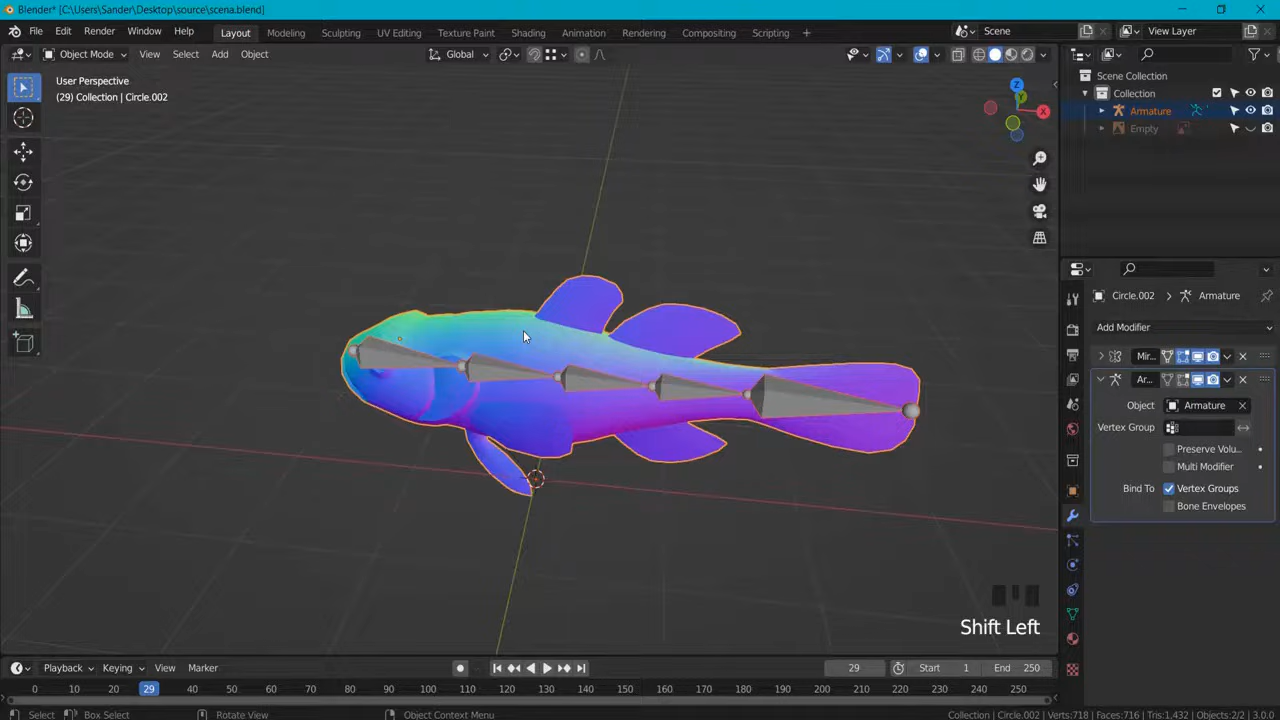 Blender* [C:\Users\Sander\Desktop\source\scena.blend]
File Edit Render Window Help Layout Modeling Sculpting UV Editing Texture Paint Shading Animation Rendering Compositing Scripting + Scene View Layer
Object Mode View Select Add Object Global
User Perspective
(29) Collection | Circle.002
Z
Y
X
Scene Collection
Collection
Armature
Empty
Circle.002 > Armature
Add Modifier
Mir...
Ar...
Object Armature
Vertex Group
Preserve Volu...
Multi Modifier
Bind To Vertex Groups
Bone Envelopes
Shift Left
Playback Keying View Marker 29 Start 1 End 250
0 10 20 29 40 50 60 70 80 90 100 110 120 130 140 150 160 170 180 190 200 210 220 230 240 250
Select Box Select Rotate View Object Context Menu Collection | Circle.002 | Verts:718 | Faces:716 | Tris:1,432 | Objects:2/2 | 3.0.0